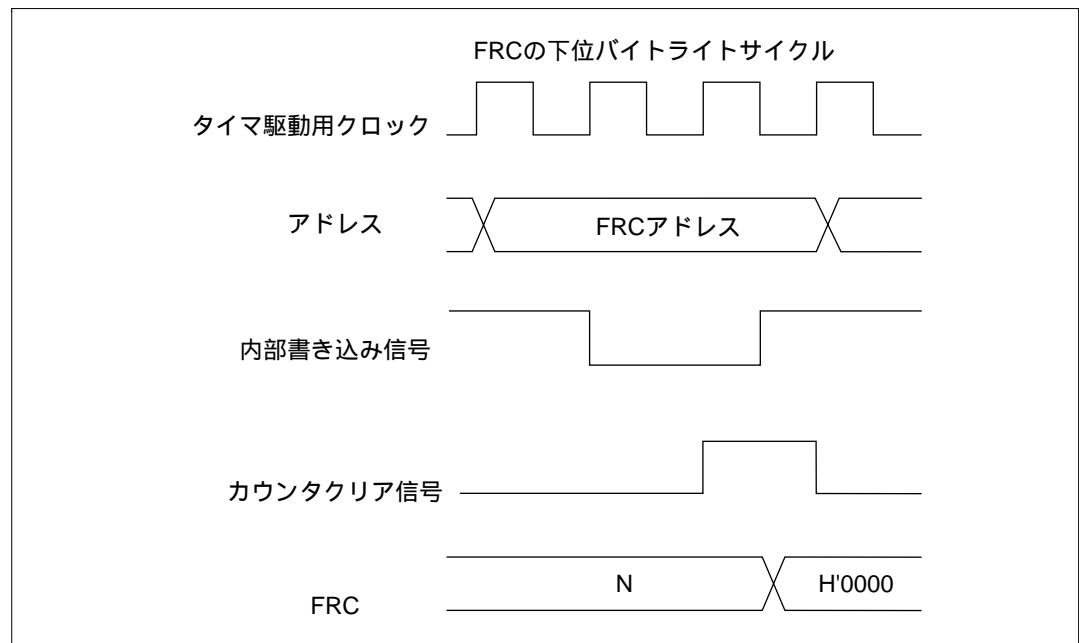 FRCの下位バイトライトサイクル
タイマ駆動用クロック
アドレス
FRCアドレス
内部書き込み信号
カウンタクリア信号
FRC
N
H'0000